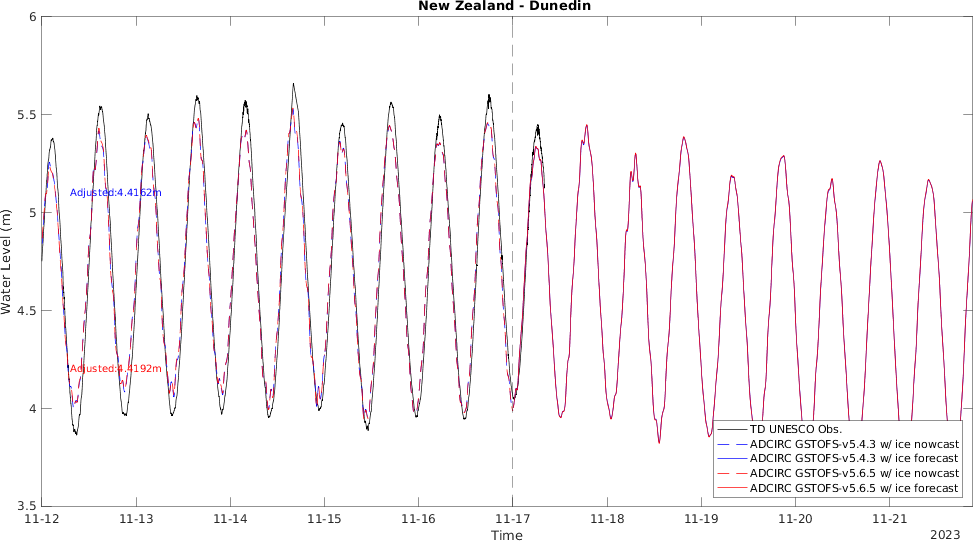 New Zealand - Dunedin
6
5.5
5
4.5
4
3.5
Water Level (m)
Adjusted:4.4162m
Adjusted:4.4192m
TD UNESCO Obs.
ADCIRC GSTOFS-v5.4.3 w/ ice nowcast
ADCIRC GSTOFS-v5.4.3 w/ ice forecast
ADCIRC GSTOFS-v5.6.5 w/ ice nowcast
ADCIRC GSTOFS-v5.6.5 w/ ice forecast
11-12 11-13 11-14 11-15 11-16 11-17 11-18 11-19 11-20 11-21
Time
2023